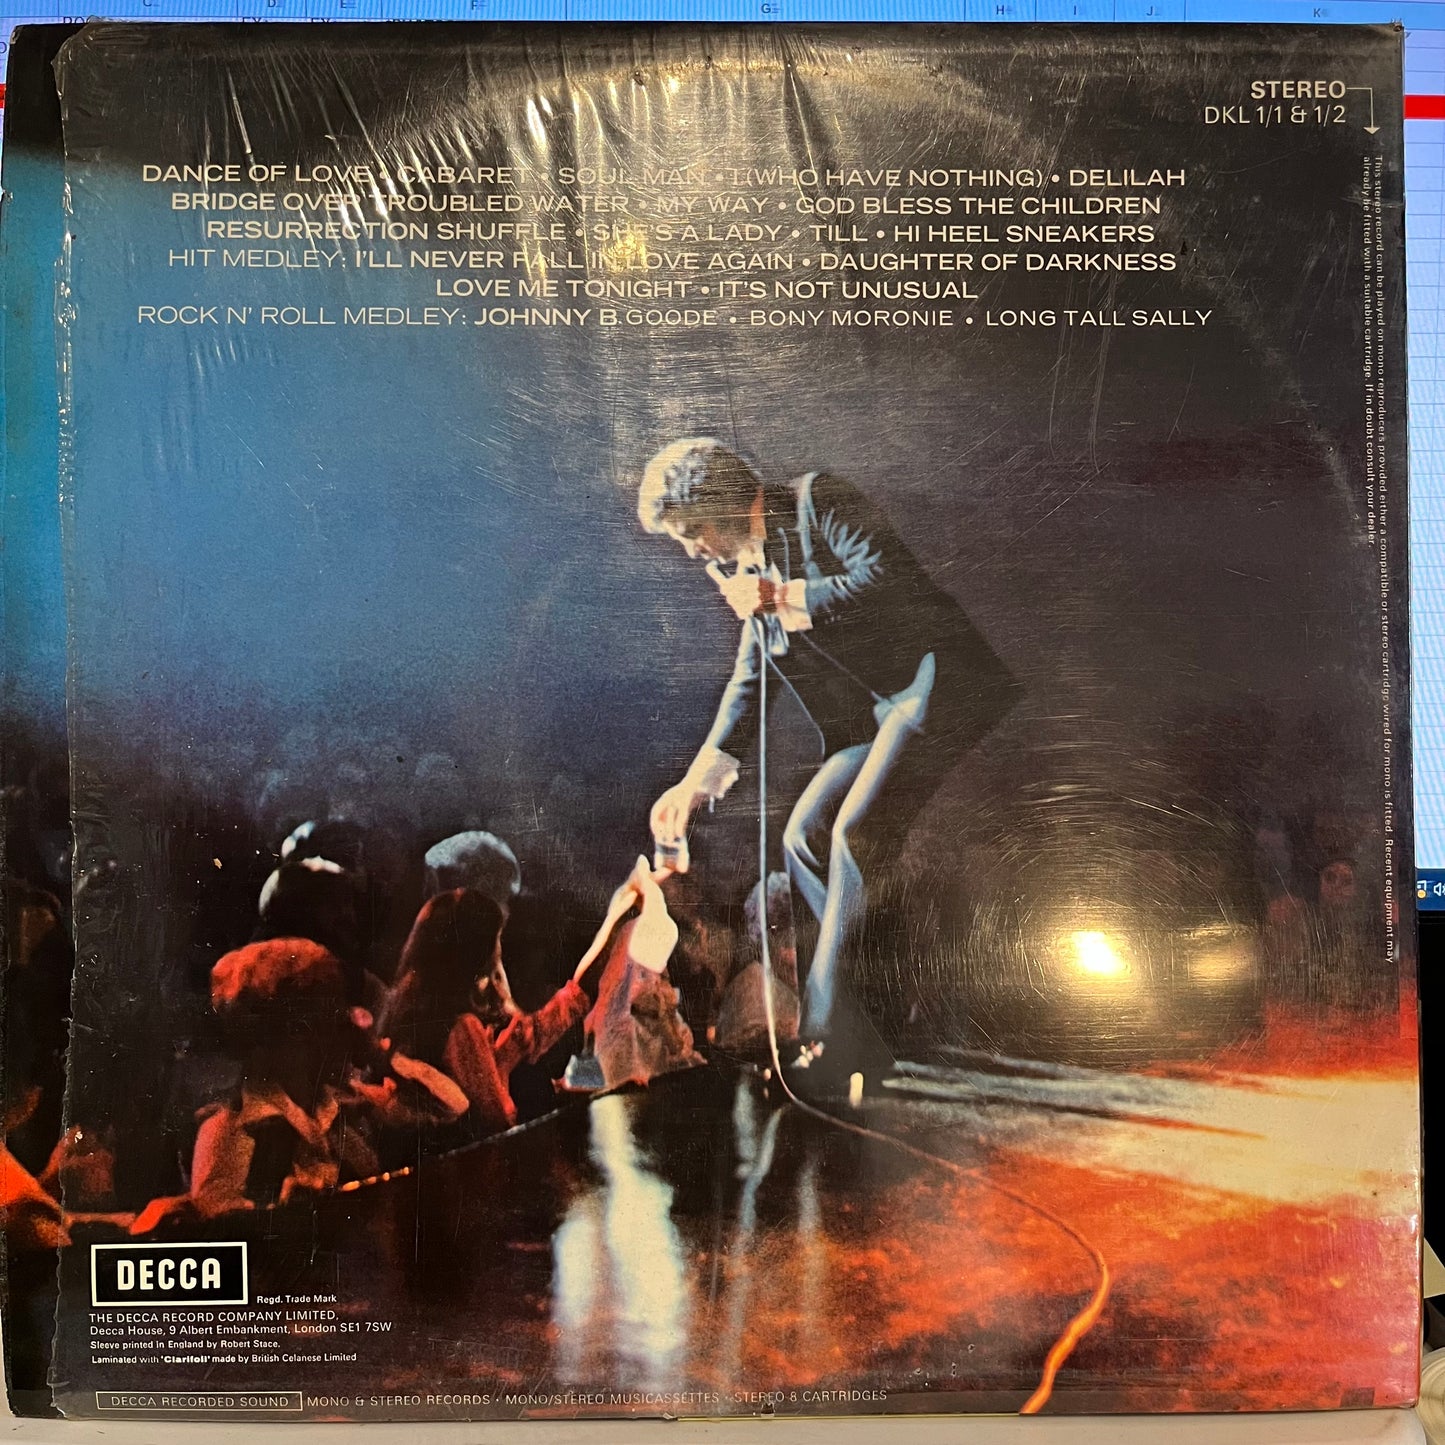 C D E F G H I J K
STEREO
DKL 1/1 & 1/2
DANCE OF LOVE • CABARET • SOUL MAN • I (WHO HAVE NOTHING) • DELILAH
BRIDGE OVER TROUBLED WATER • MY WAY • GOD BLESS THE CHILDREN
RESURRECTION SHUFFLE • SHE'S A LADY • TILL • HI HEEL SNEAKERS
HIT MEDLEY: I'LL NEVER FALL IN LOVE AGAIN • DAUGHTER OF DARKNESS
LOVE ME TONIGHT • IT'S NOT UNUSUAL
ROCK N' ROLL MEDLEY: JOHNNY B. GOODE • BONY MORONIE • LONG TALL SALLY
This stereo record can be played on mono reproducers provided either a compatible or stereo cartridge wired for mono is fitted. Recent equipment may
already be fitted with a suitable cartridge. If in doubt consult your dealer.
DECCA
Regd. Trade Mark
THE DECCA RECORD COMPANY LIMITED,
Decca House, 9 Albert Embankment, London SE1 7SW
Sleeve printed in England by Robert Stace.
Laminated with 'Clarifoil' made by British Celanese Limited
DECCA RECORDED SOUND MONO & STEREO RECORDS • MONO/STEREO MUSICASSETTES • STEREO 8 CARTRIDGES